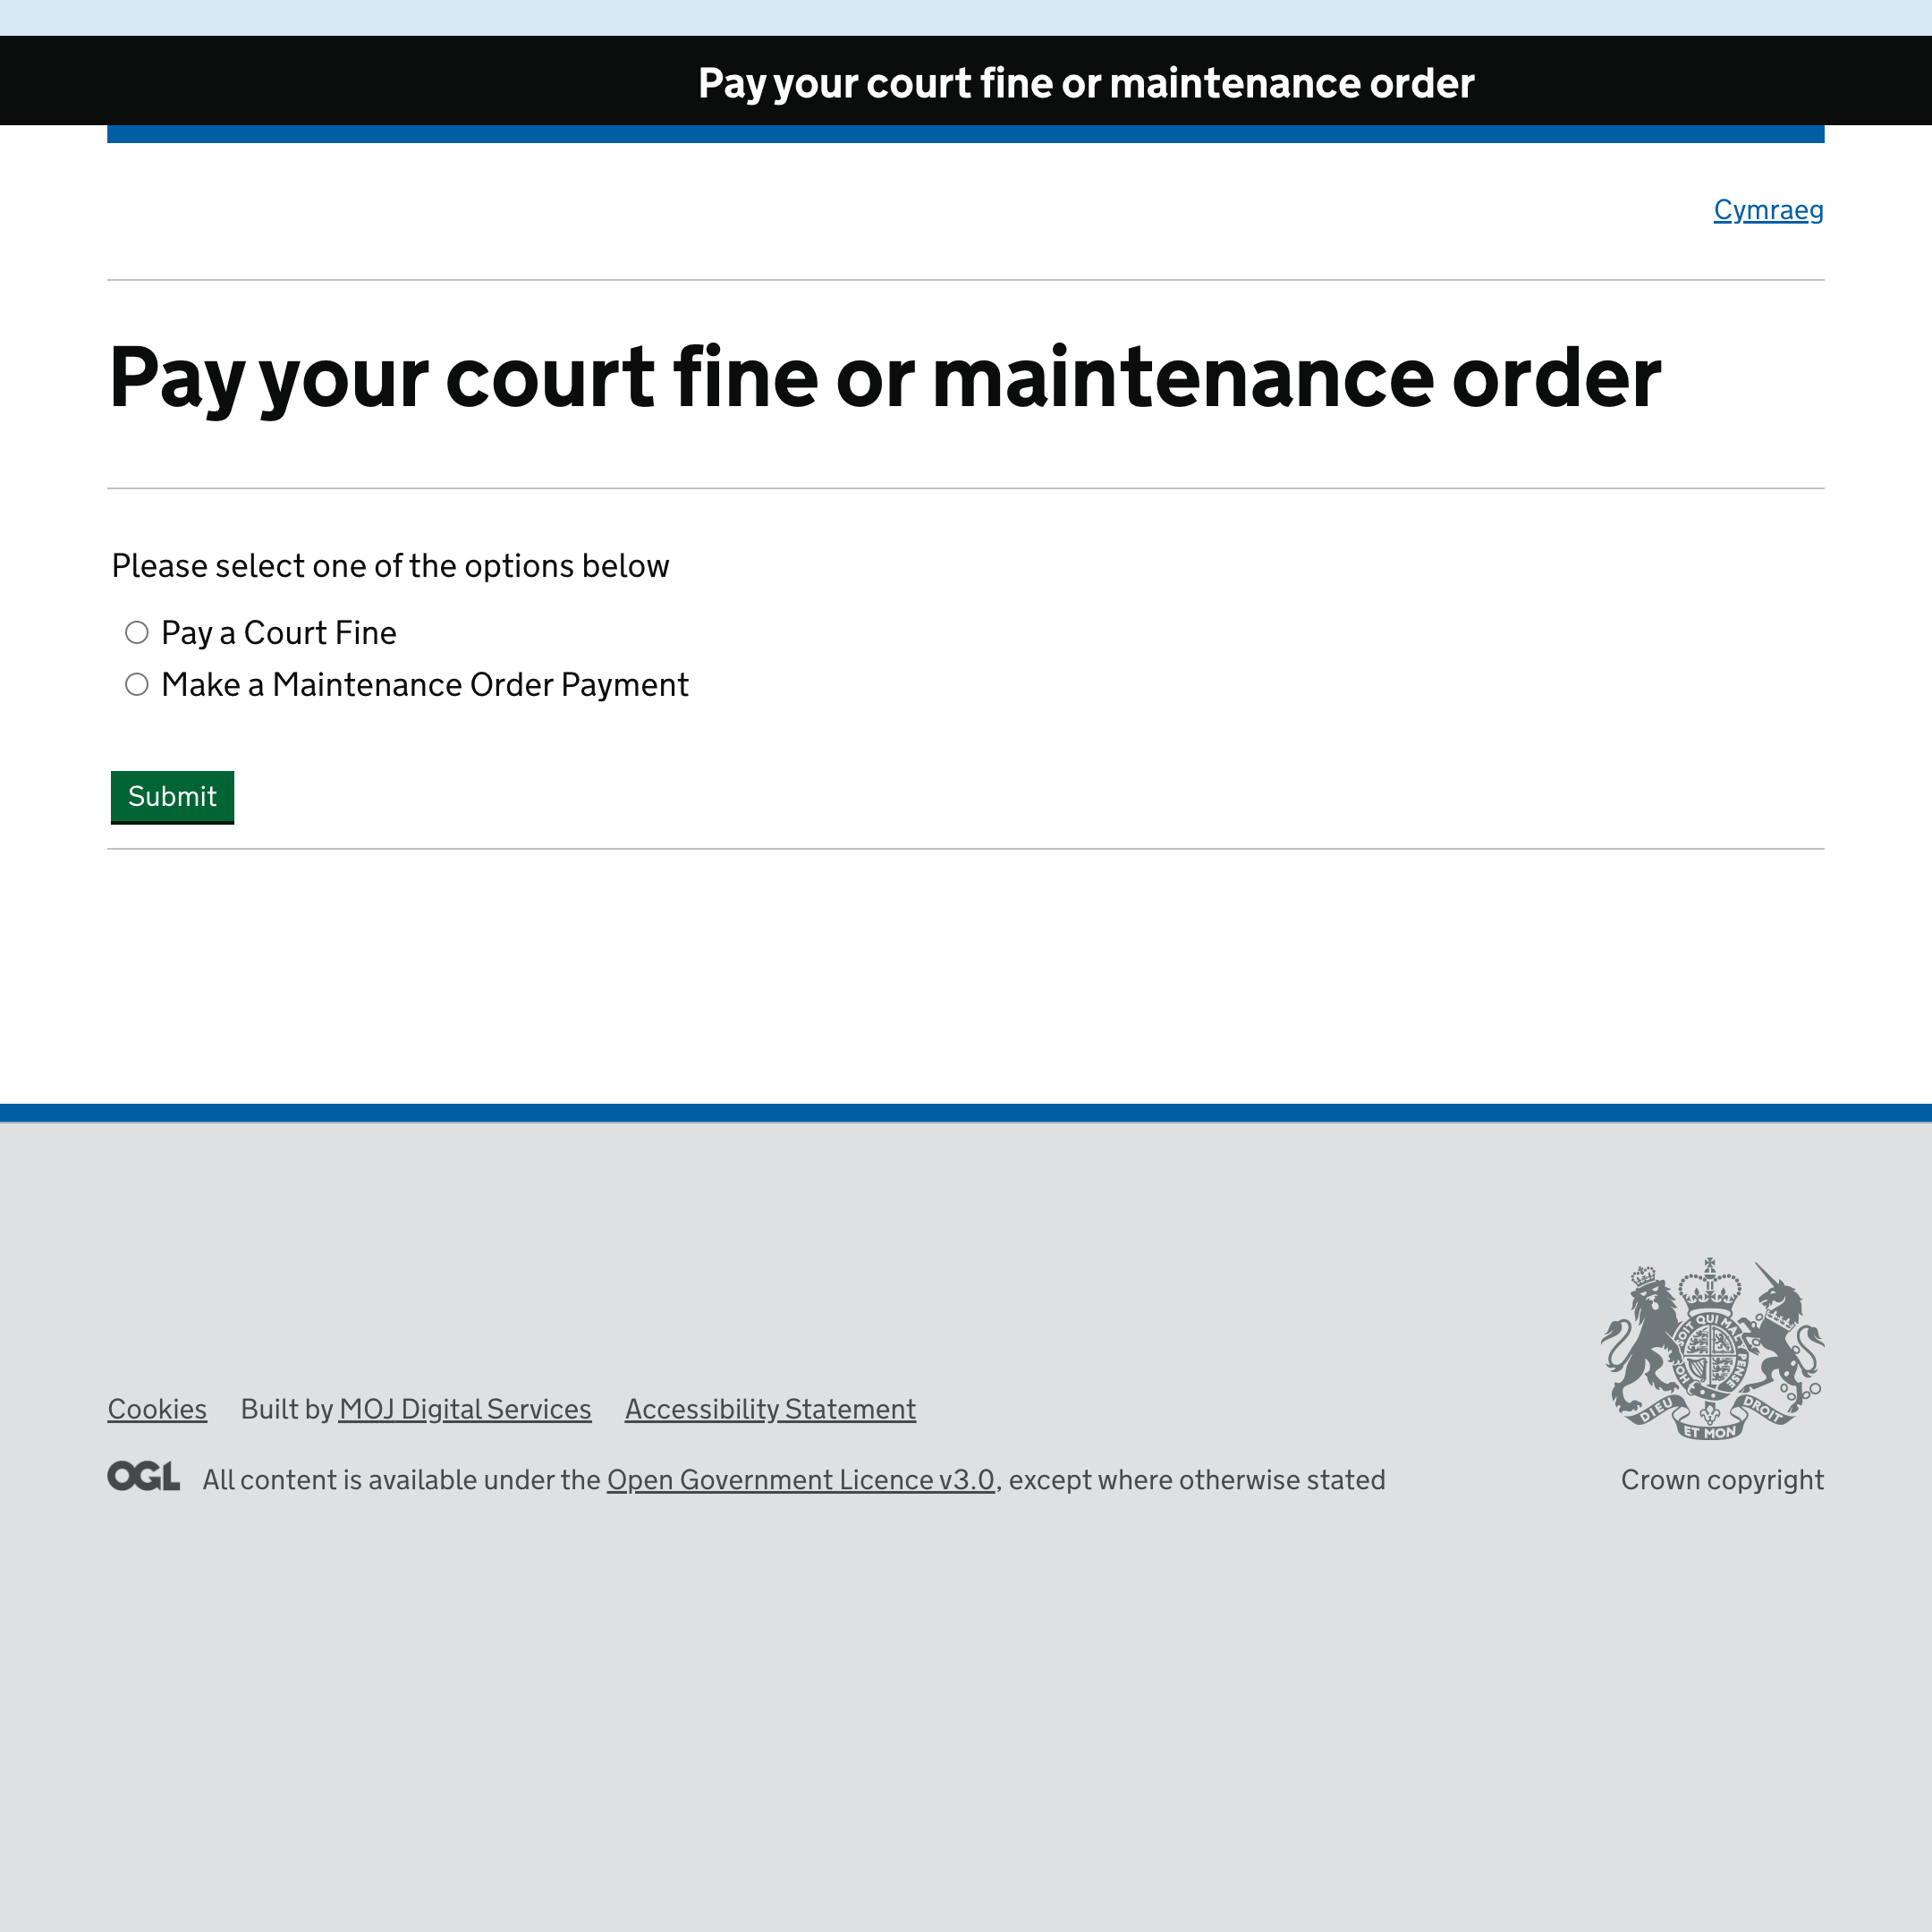 Pay your court fine or maintenance order
Cymraeg
Pay your court fine or maintenance order
Please select one of the options below
Pay a Court Fine
Make a Maintenance Order Payment
Submit
Cookies Built by MOJ Digital Services Accessibility Statement
OGL All content is available under the Open Government Licence v3.0, except where otherwise stated
SOIT QUI MAL PENSE
DIEU ET MON DROIT
Crown copyright